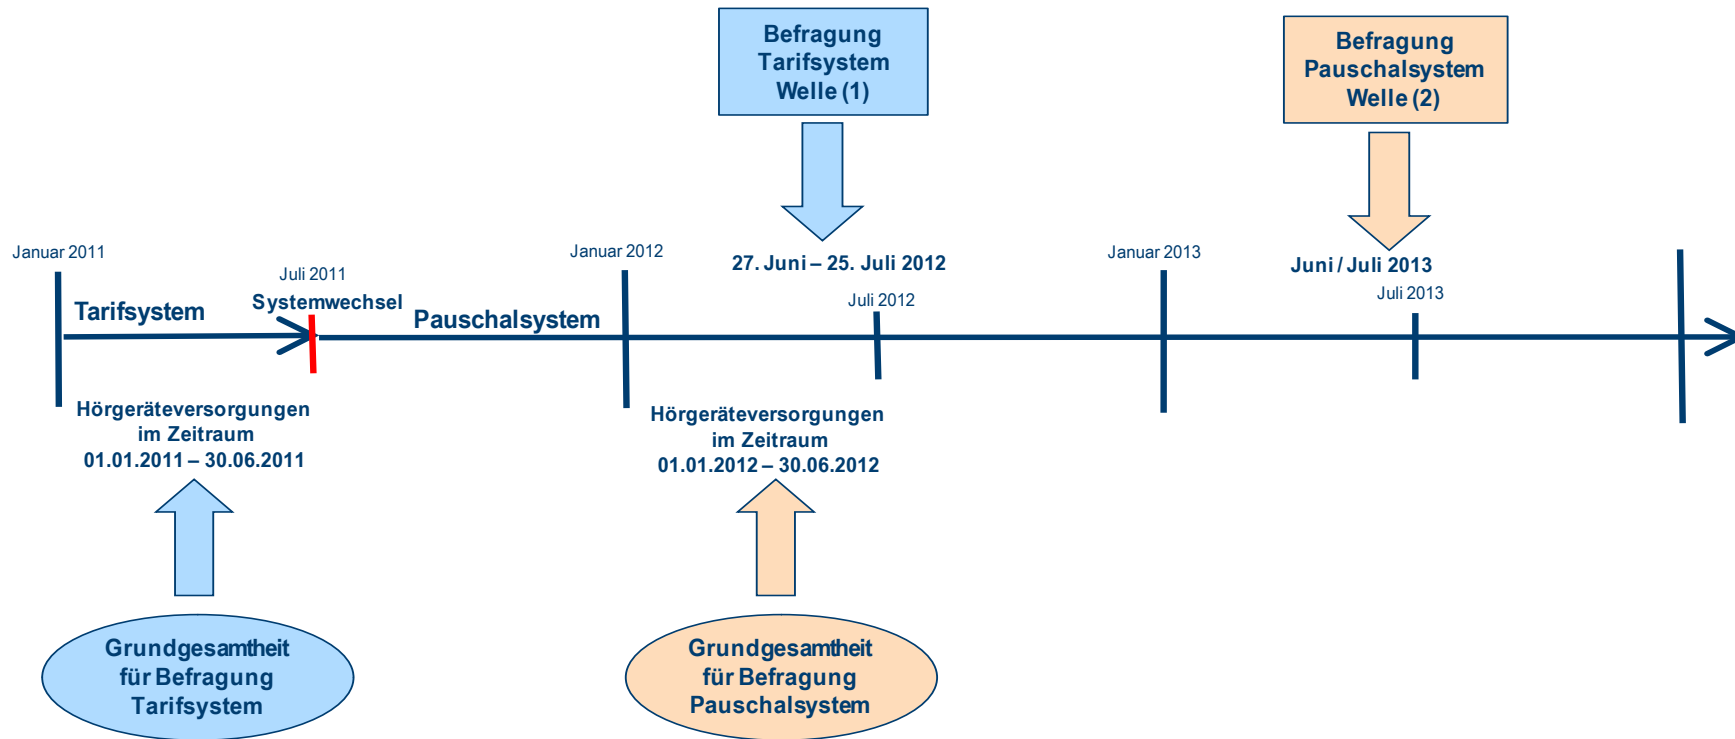 Befragung
Tarifsystem
Welle (1)
Befragung
Pauschalsystem
Welle (2)
Januar 2011
Juli 2011
Systemwechsel
Januar 2012
27. Juni – 25. Juli 2012
Juli 2012
Januar 2013
Juni / Juli 2013
Juli 2013
Tarifsystem
Pauschalsystem
Hörgeräteversorgungen
im Zeitraum
01.01.2011 – 30.06.2011
Hörgeräteversorgungen
im Zeitraum
01.01.2012 – 30.06.2012
Grundgesamtheit
für Befragung
Tarifsystem
Grundgesamtheit
für Befragung
Pauschalsystem